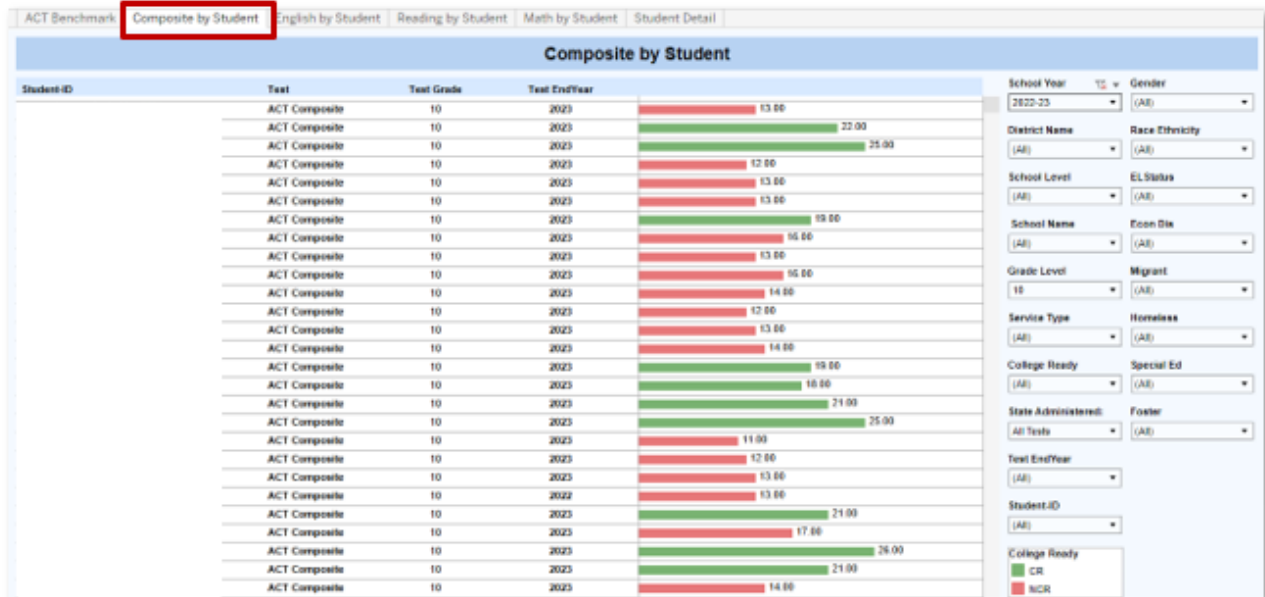 ACT Benchmark Composite by Student English by Student Reading by Student Math by Student Student Detail
Composite by Student
Student-ID Test Test Grade Test EndYear
ACT Composite 10 2023 13.00
ACT Composite 10 2023 22.00
ACT Composite 10 2023 25.00
ACT Composite 10 2023 12.00
ACT Composite 10 2023 13.00
ACT Composite 10 2023 13.00
ACT Composite 10 2023 19.00
ACT Composite 10 2023 16.00
ACT Composite 10 2023 13.00
ACT Composite 10 2023 16.00
ACT Composite 10 2023 14.00
ACT Composite 10 2023 12.00
ACT Composite 10 2023 13.00
ACT Composite 10 2023 14.00
ACT Composite 10 2023 19.00
ACT Composite 10 2023 18.00
ACT Composite 10 2023 21.00
ACT Composite 10 2023 25.00
ACT Composite 10 2023 11.00
ACT Composite 10 2023 12.00
ACT Composite 10 2023 13.00
ACT Composite 10 2022 13.00
ACT Composite 10 2023 21.00
ACT Composite 10 2023 17.00
ACT Composite 10 2023 26.00
ACT Composite 10 2023 21.00
ACT Composite 10 2023 14.00
School Year Gender
2022-23 (All)
District Name Race Ethnicity
(All) (All)
School Level EL Status
(All) (All)
School Name Econ Dis
(All) (All)
Grade Level Migrant
10 (All)
Service Type Homeless
(All) (All)
College Ready Special Ed
(All) (All)
State Administered: Foster
All Tests (All)
Test EndYear
(All)
Student-ID
(All)
College Ready
CR
NCR